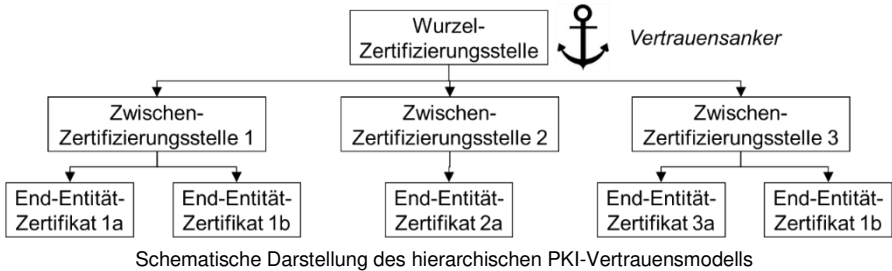 Wurzel-
Zertifizierungsstelle
Vertrauensanker
Zwischen-
Zertifizierungsstelle 1
Zwischen-
Zertifizierungsstelle 2
Zwischen-
Zertifizierungsstelle 3
End-Entität-
Zertifikat 1a
End-Entität-
Zertifikat 1b
End-Entität-
Zertifikat 2a
End-Entität-
Zertifikat 3a
End-Entität-
Zertifikat 1b
Schematische Darstellung des hierarchischen PKI-Vertrauensmodells